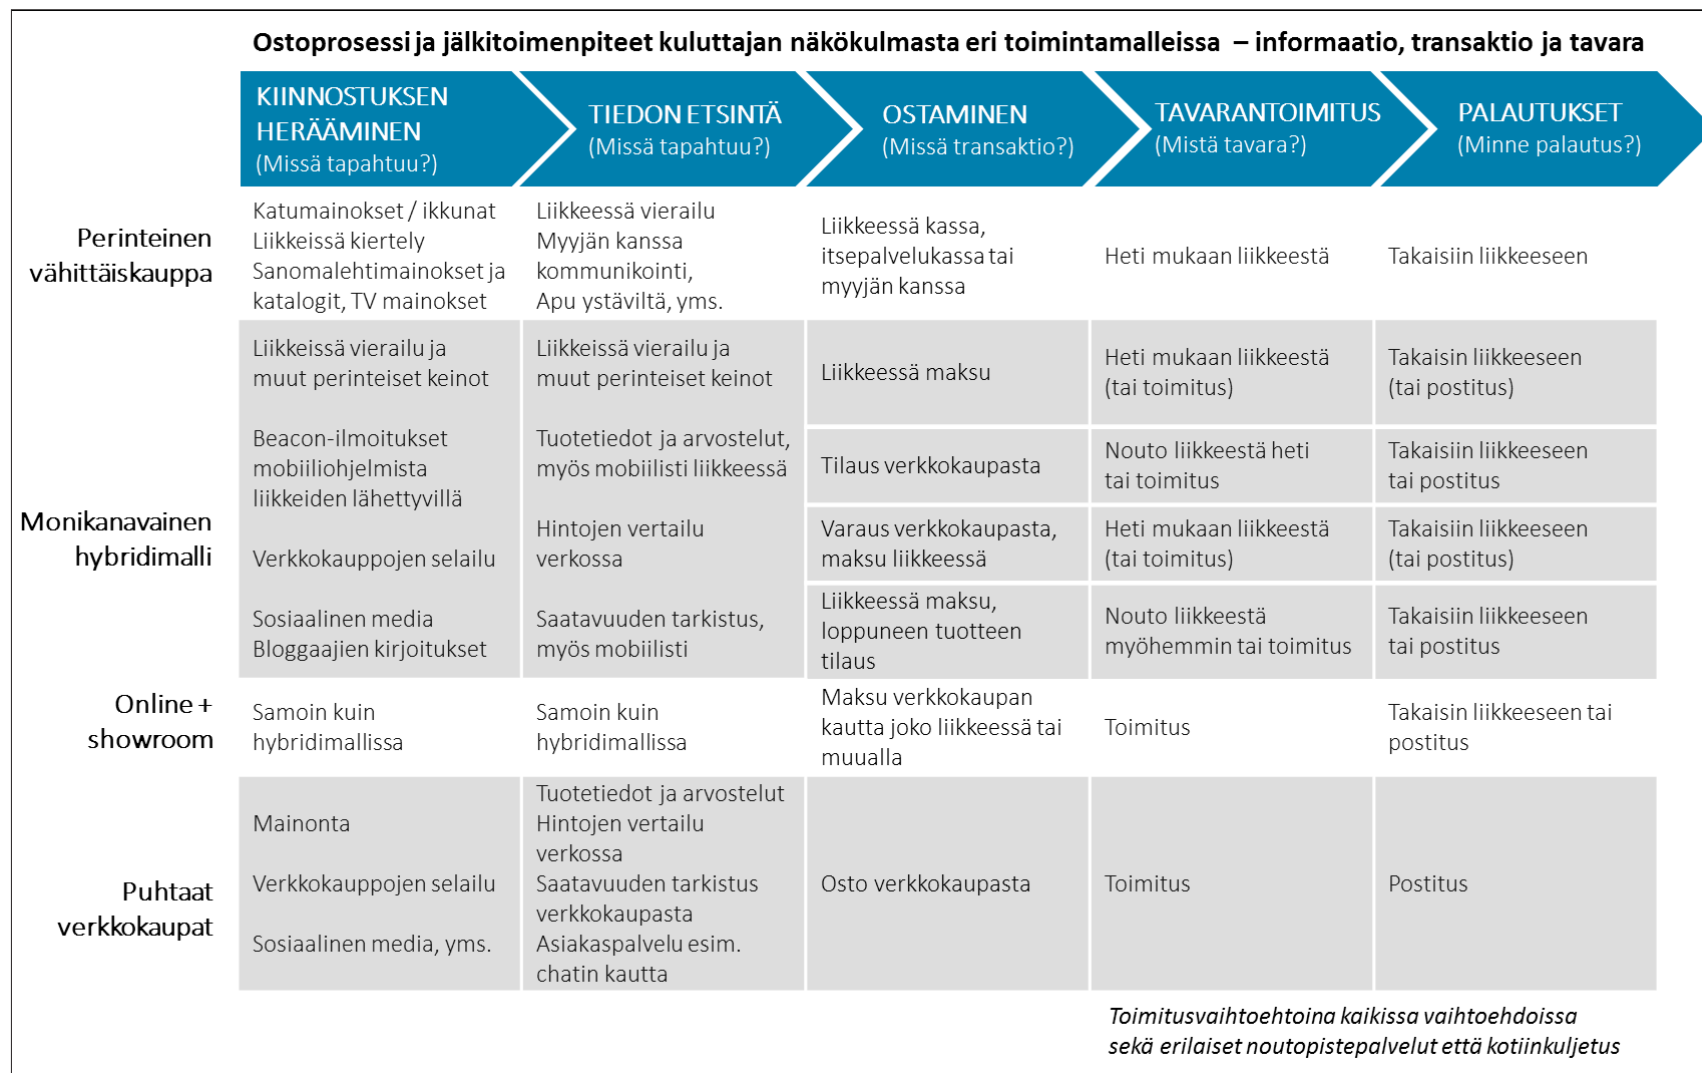 Ostoprosessi ja jälkitoimenpiteet kuluttajan näkökulmasta eri toimintamalleissa – informaatio, transaktio ja tavara
KIINNOSTUKSEN
HERÄÄMINEN
(Missä tapahtuu?)
TIEDON ETSINTÄ
(Missä tapahtuu?)
OSTAMINEN
(Missä transaktio?)
TAVARANTOIMITUS
(Mistä tavara?)
PALAUTUKSET
(Minne palautus?)
Perinteinen
vähittäiskauppa
Katumainokset / ikkunat
Liikkeissä kiertely
Sanomalehtimainokset ja
katalogit, TV mainokset
Liikkeessä vierailu
Myyjän kanssa
kommunikointi,
Apu ystäviltä, yms.
Liikkeessä kassa,
itsepalvelukassa tai
myyjän kanssa
Heti mukaan liikkeestä
Takaisiin liikkeeseen
Monikanavainen
hybridimalli
Liikkeissä vierailu ja
muut perinteiset keinot
Beacon-ilmoitukset
mobiiliohjelmista
liikkeiden lähettyvillä
Verkkokauppojen selailu
Sosiaalinen media
Bloggaajien kirjoitukset
Liikkeissä vierailu ja
muut perinteiset keinot
Tuotetiedot ja arvostelut,
myös mobiilisti liikkeessä
Hintojen vertailu
verkossa
Saatavuuden tarkistus,
myös mobiilisti
Liikkeessä maksu
Heti mukaan liikkeestä
(tai toimitus)
Takaisin liikkeeseen
(tai postitus)
Tilaus verkkokaupasta
Nouto liikkeestä heti
tai toimitus
Takaisiin liikkeeseen
tai postitus
Varaus verkkokaupasta,
maksu liikkeessä
Heti mukaan liikkeestä
(tai toimitus)
Takaisiin liikkeeseen
(tai postitus)
Liikkeessä maksu,
loppuneen tuotteen
tilaus
Nouto liikkeestä
myöhemmin tai toimitus
Takaisiin liikkeeseen
tai postitus
Online +
showroom
Samoin kuin
hybridimallissa
Samoin kuin
hybridimallissa
Maksu verkkokaupan
kautta joko liikkeessä tai
muualla
Toimitus
Takaisin liikkeeseen tai
postitus
Puhtaat
verkkokaupat
Mainonta
Verkkokauppojen selailu
Sosiaalinen media, yms.
Tuotetiedot ja arvostelut
Hintojen vertailu
verkossa
Saatavuuden tarkistus
verkkokaupasta
Asiakaspalvelu esim.
chatin kautta
Osto verkkokaupasta
Toimitus
Postitus
Toimitusvaihtoehtoina kaikissa vaihtoehdoissa
sekä erilaiset noutopistepalvelut että kotiinkuljetus